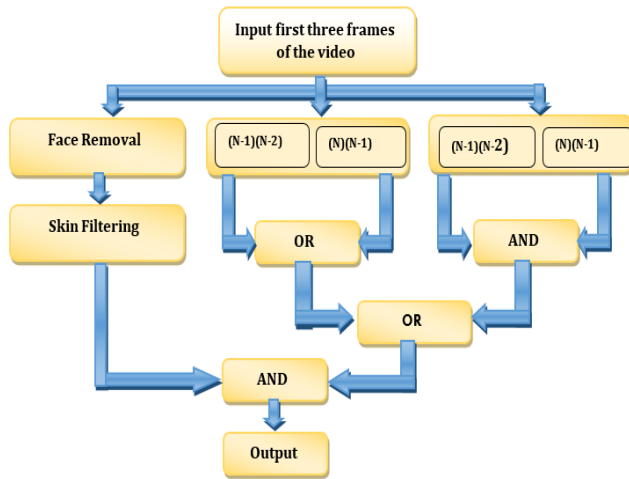 Input first three frames
of the video
Face Removal
(N-1)(N-2)
(N)(N-1)
(N-1)(N-2)
(N)(N-1)
Skin Filtering
OR
AND
OR
AND
Output